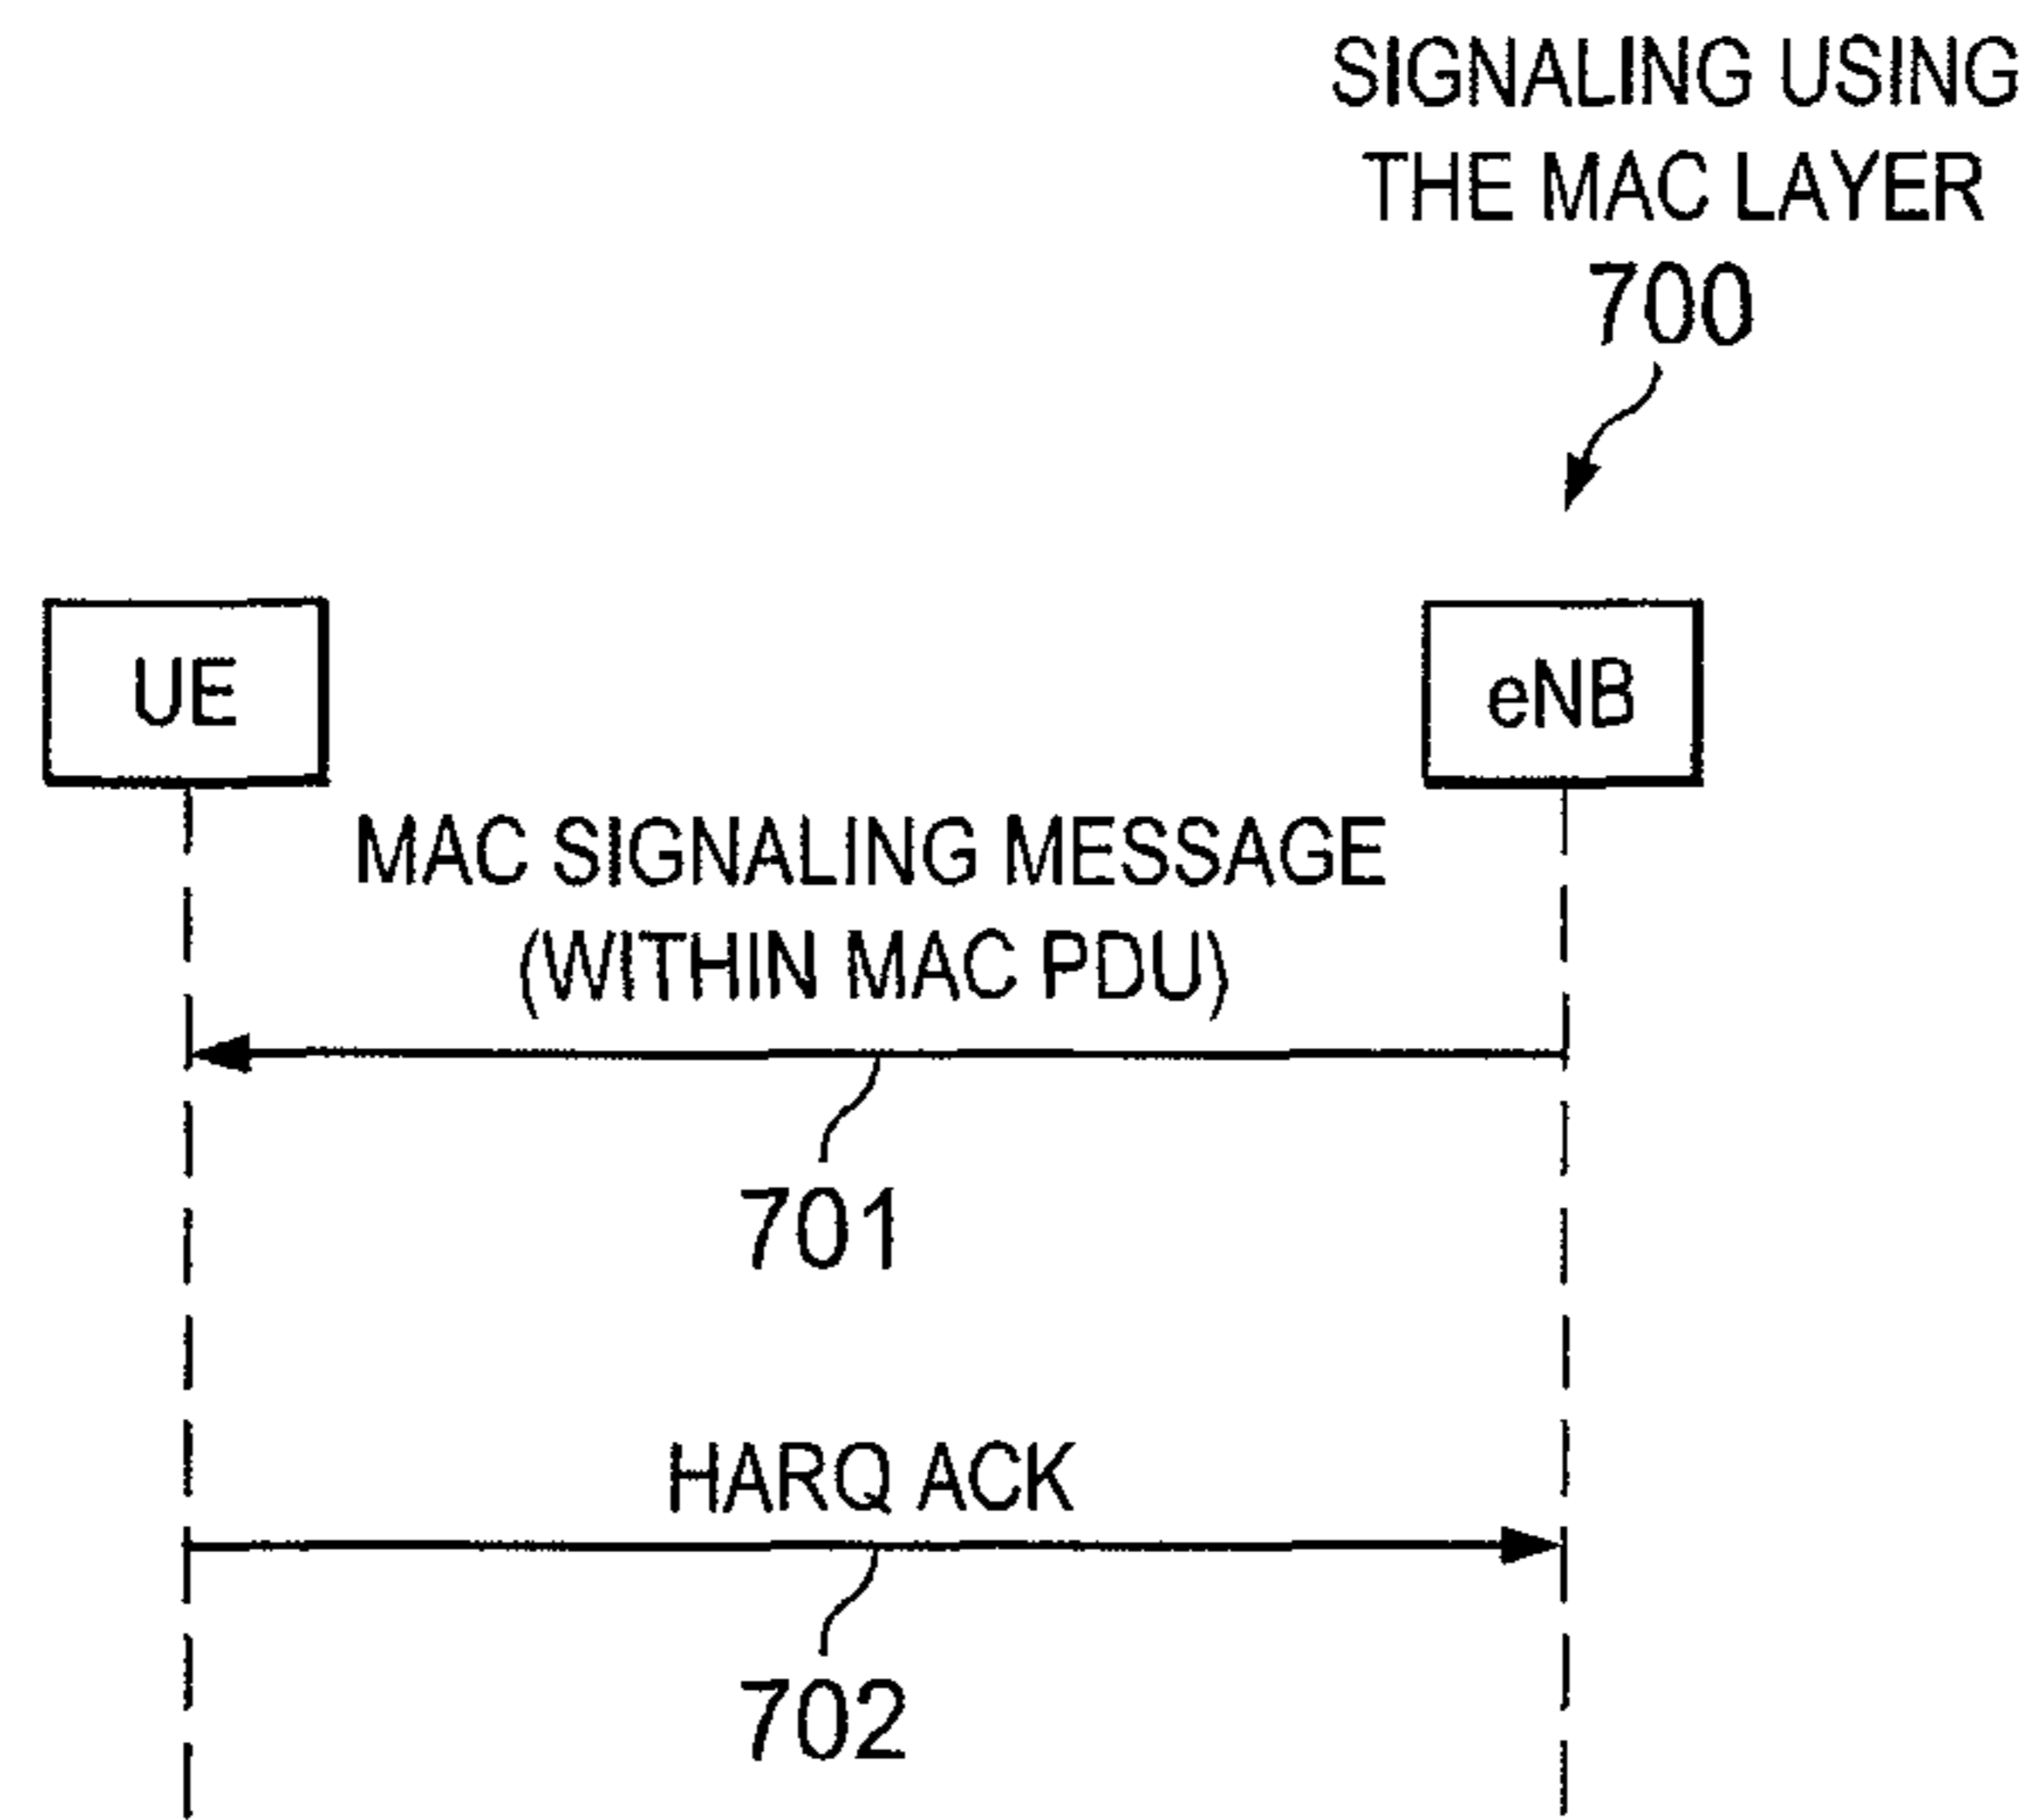 SIGNALING USING
THE MAC LAYER
700
UE
eNB
MAC SIGNALING MESSAGE
(WITHIN MAC PDU)
701
HARQ ACK
702